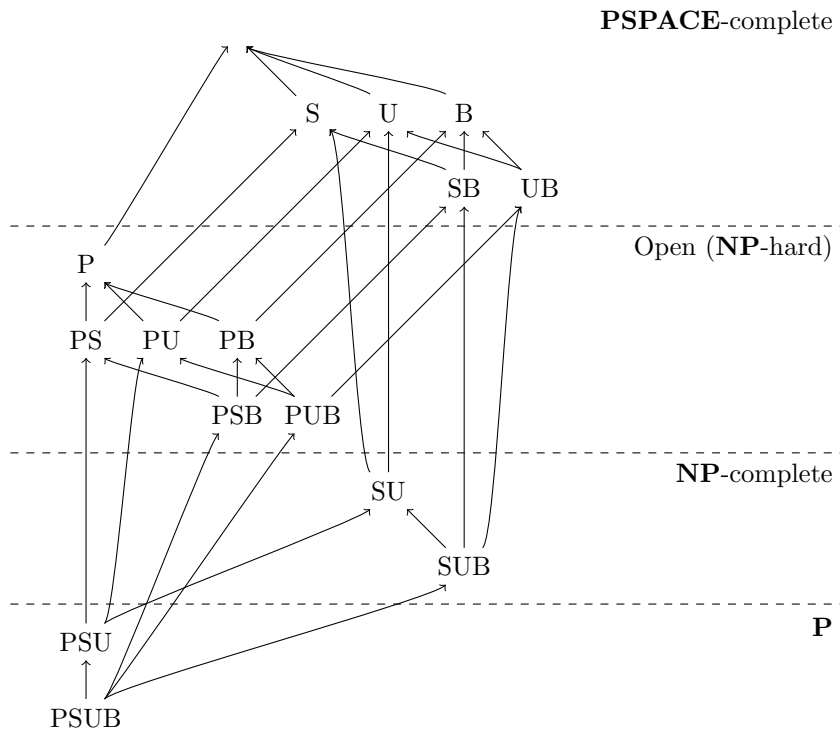 PSPACE-complete
S U B
SB UB
Open (NP-hard)
P
PS PU PB
PSB PUB
NP-complete
SU
SUB
P
PSU
PSUB